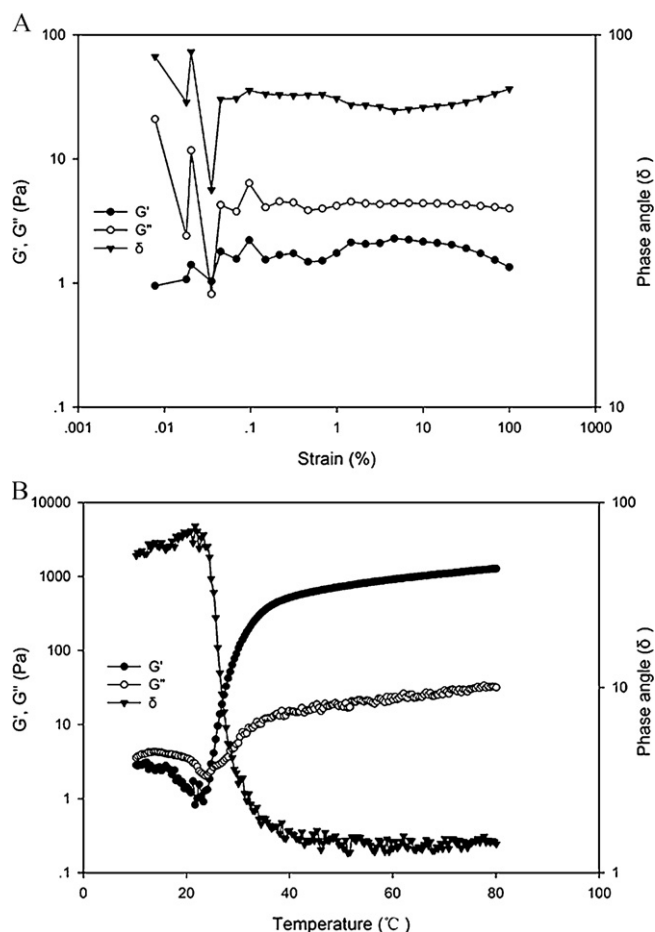 A
100
10
1
.1
G', G" (Pa)
G'
G"
δ
100
10
Phase angle (δ)
.001 .01 .1 1 10 100 1000
Strain (%)
B
10000
1000
100
10
1
.1
G', G" (Pa)
G'
G"
δ
100
10
1
Phase angle (δ )
0 20 40 60 80 100
Temperature (℃)